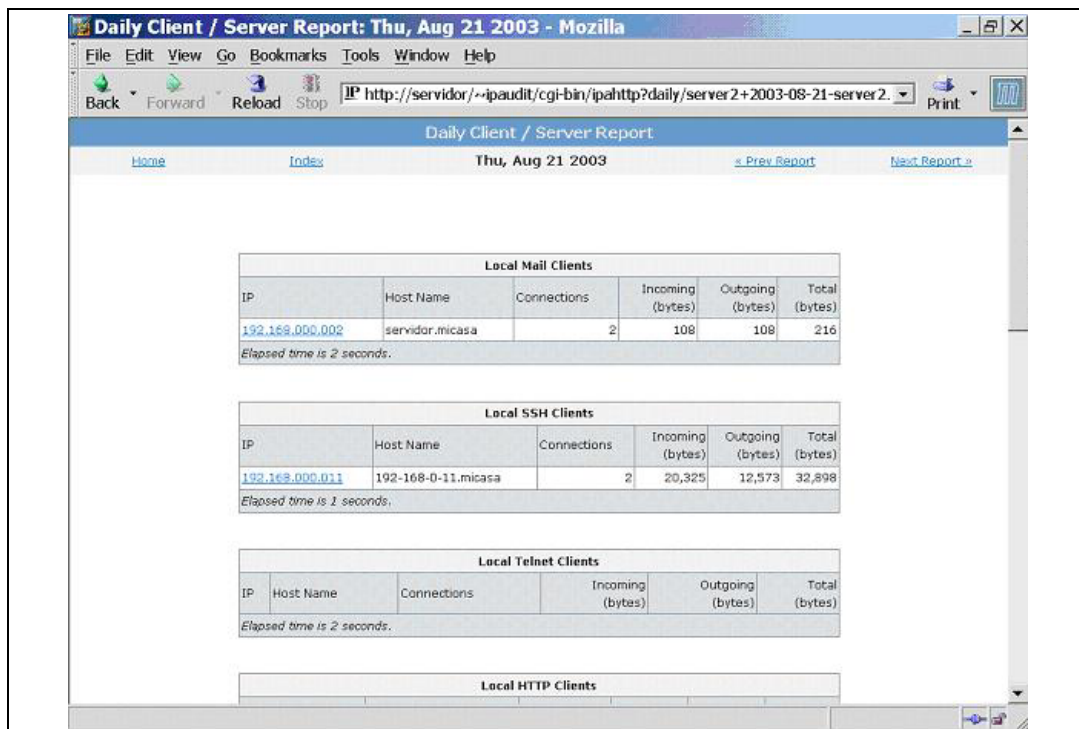 Daily Client / Server Report: Thu, Aug 21 2003 - Mozilla
File Edit View Go Bookmarks Tools Window Help
Back Forward Reload Stop http://servidor/~ipaudit/cgi-bin/ipahttp?daily/server2+2003-08-21-server2. Print
Daily Client / Server Report
Home Index Thu, Aug 21 2003 « Prev Report Next Report »
Local Mail Clients
IP Host Name Connections Incoming (bytes) Outgoing (bytes) Total (bytes)
192.168.000.002 servidor.micasa 2 108 108 216
Elapsed time is 2 seconds.
Local SSH Clients
IP Host Name Connections Incoming (bytes) Outgoing (bytes) Total (bytes)
192.168.000.011 192-168-0-11.micasa 2 20,325 12,573 32,898
Elapsed time is 1 seconds.
Local Telnet Clients
IP Host Name Connections Incoming (bytes) Outgoing (bytes) Total (bytes)
Elapsed time is 2 seconds.
Local HTTP Clients